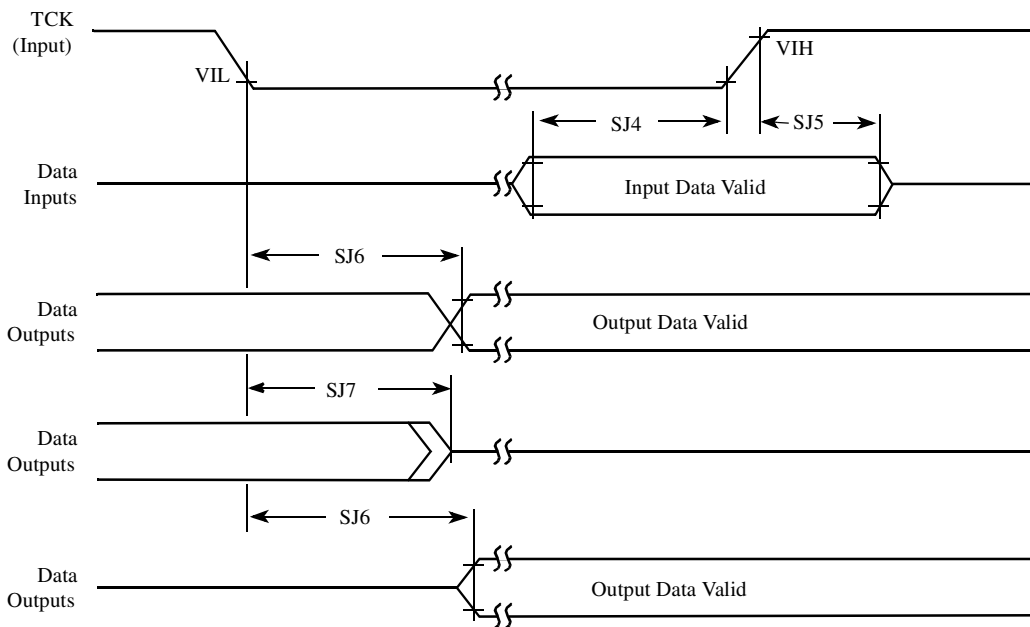 TCK
(Input)
VIL
VIH
SJ4
SJ5
Data
Inputs
Input Data Valid
SJ6
Data
Outputs
Output Data Valid
SJ7
Data
Outputs
SJ6
Data
Outputs
Output Data Valid